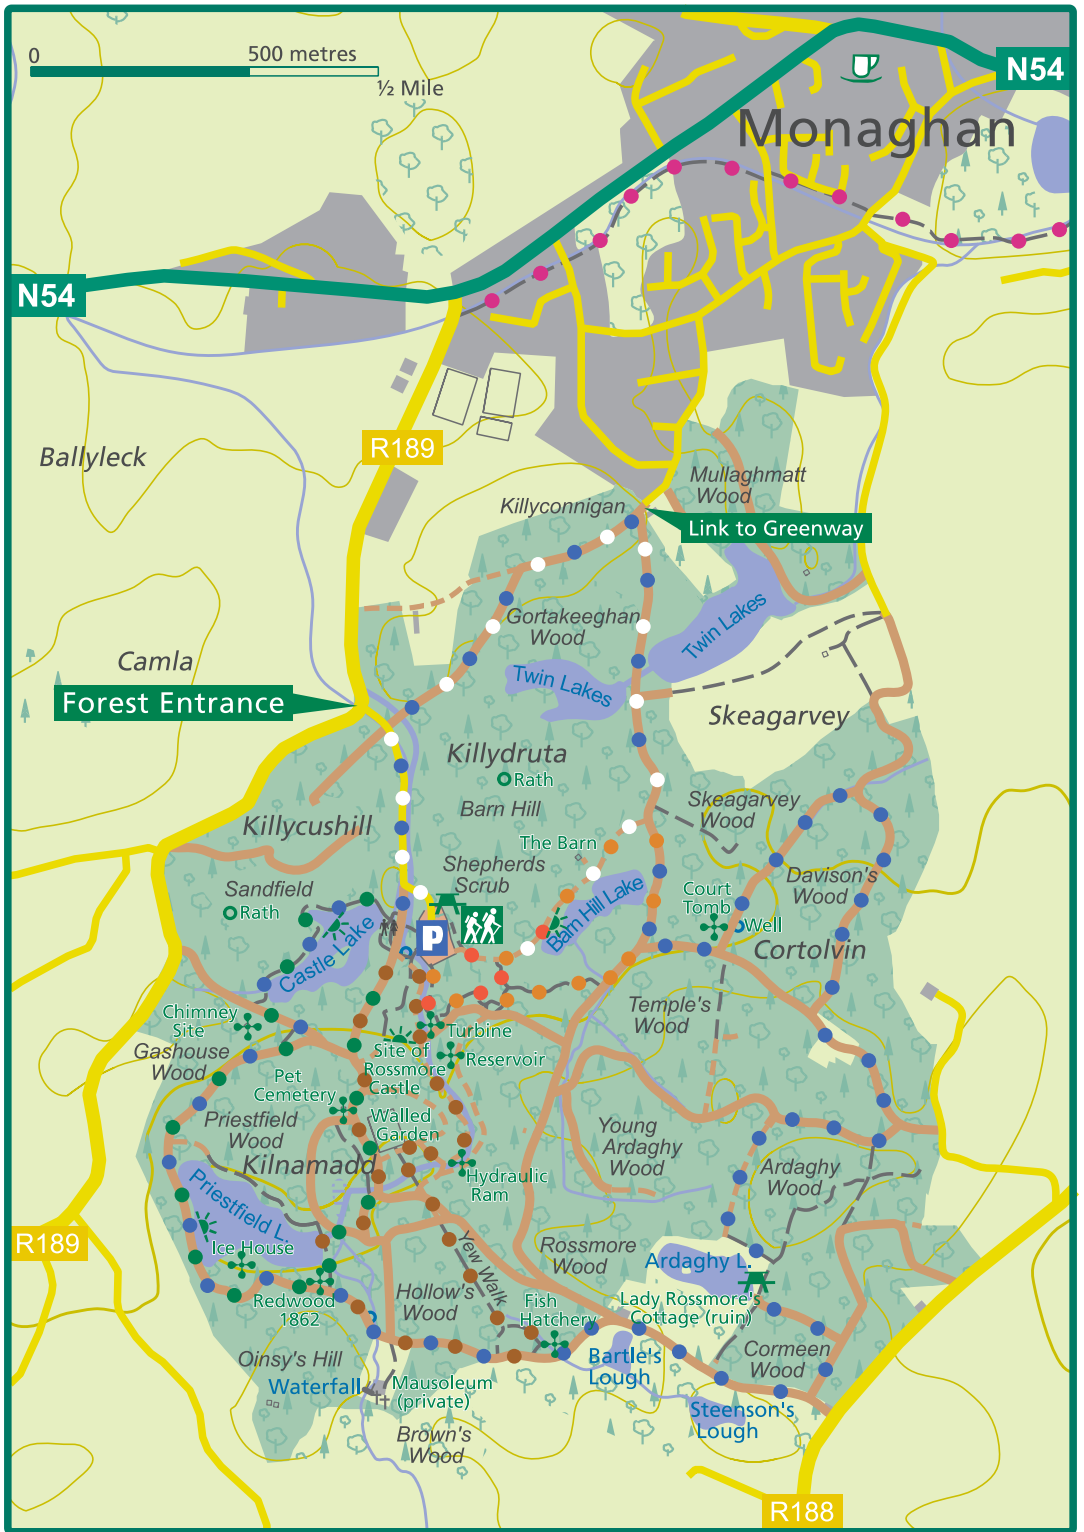 0
500 metres
½ Mile
N54
Monaghan
N54
R189
Ballyleck
Mullaghmatt
Wood
Killyconnigan
Link to Greenway
Gortakeeghan
Wood
Twin Lakes
Twin Lakes
Camla
Forest Entrance
Skeagarvey
Killydruta
Rath
Barn Hill
Skeagarvey
Wood
Killycushill
The Barn
Shepherds
Scrub
Sandfield
Rath
Davison's
Wood
Court
Tomb
Well
Barn Hill Lake
P
Castle Lake
Cortolvin
Chimney
Site
Temple's
Wood
Turbine
Gashouse
Wood
Site of
Rossmore
Castle
Reservoir
Pet
Cemetery
Priestfield
Wood
Walled
Garden
Young
Ardaghy
Wood
Kilnamadd
Hydraulic
Ram
Ardaghy
Wood
Priestfield L.
R189
Ice House
Yew Walk
Rossmore
Wood
Ardaghy L.
Redwood
1862
Hollow's
Wood
Fish
Hatchery
Lady Rossmore's
Cottage (ruin)
Oinsy's Hill
Bartle's
Lough
Cormeen
Wood
Waterfall
Mausoleum
(private)
Steenson's
Lough
Brown's
Wood
R188